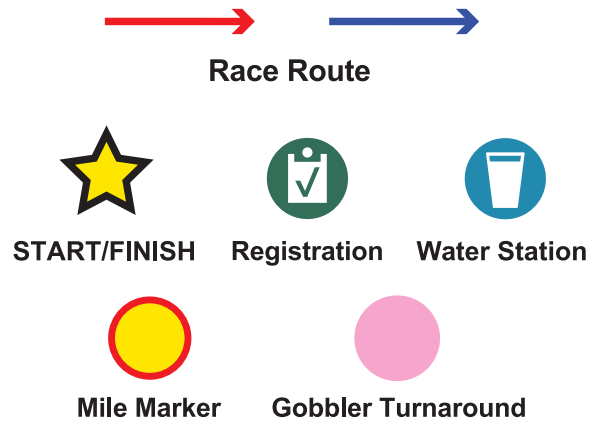 Race Route
START/FINISH Registration Water Station
Mile Marker Gobbler Turnaround